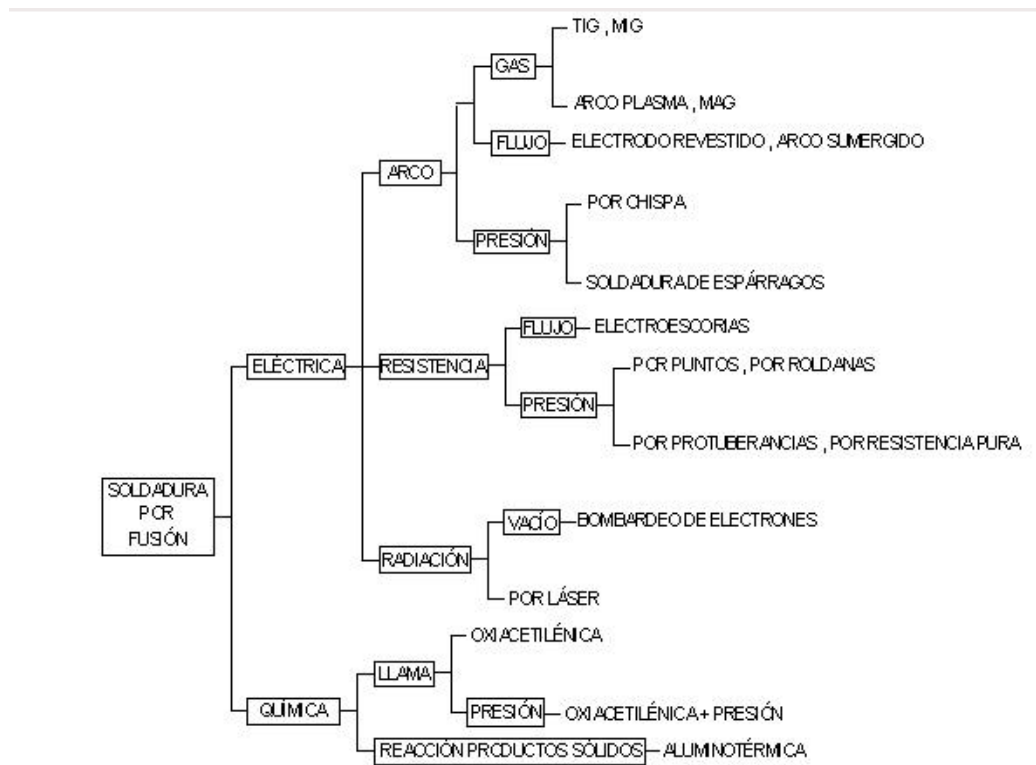 TIG , MIG
GAS
ARCO PLASMA , MAG
FLUJO
ELECTRODO REVESTIDO , ARCO SUMERGIDO
ARCO
POR CHISPA
PRESIÓN
SOLDADURA DE ESPÁRRAGOS
FLUJO
ELECTROESCORIAS
ELÉCTRICA
RESISTENCIA
POR PUNTOS , POR ROLDANAS
PRESIÓN
POR PROTUBERANCIAS , POR RESISTENCIA PURA
SOLDADURA
POR
FUSIÓN
VACÍO
BOMBARDEO DE ELECTRONES
RADIACIÓN
POR LÁSER
OXIACETILÉNICA
LLAMA
QUÍMICA
PRESIÓN
OXIACETILÉNICA + PRESIÓN
REACCIÓN PRODUCTOS SÓLIDOS
ALUMINOTÉRMICA